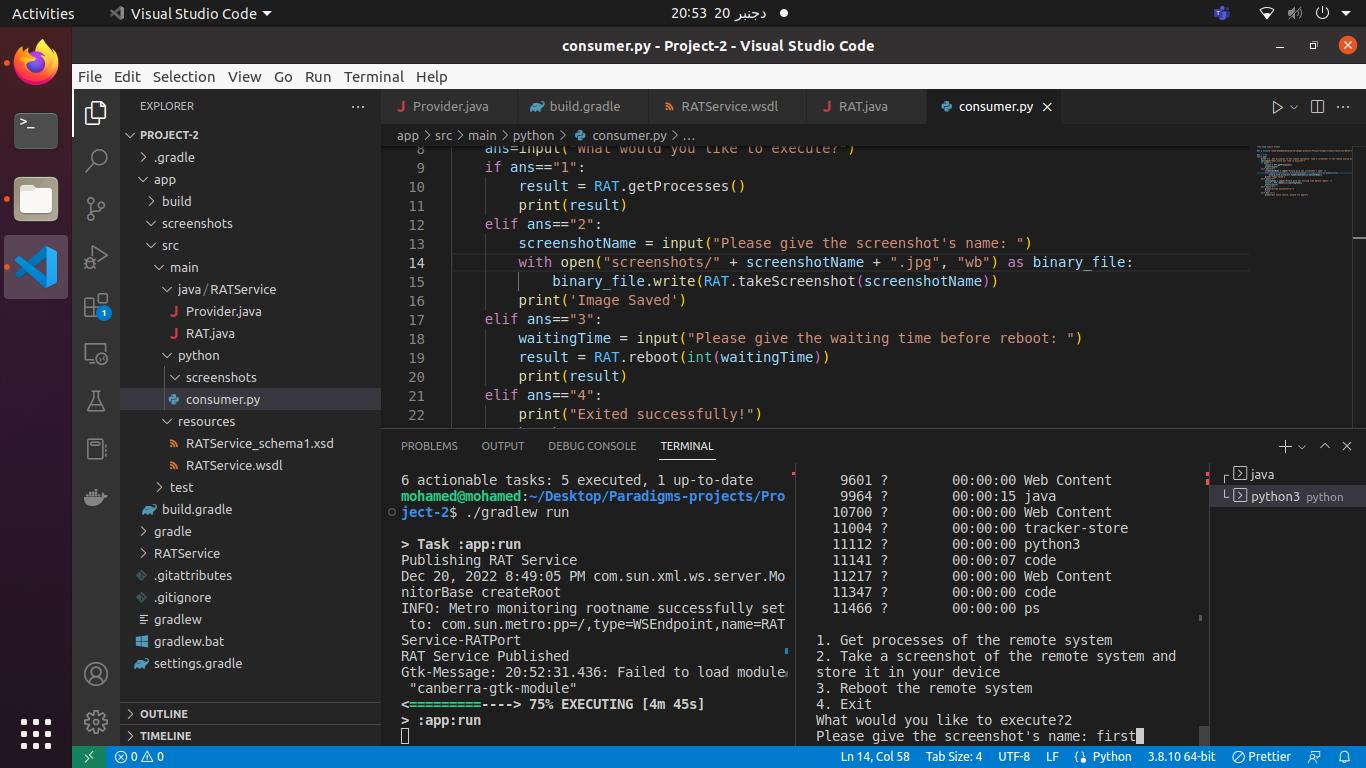 Activities
Visual Studio Code
20:53 دجنبر 20
consumer.py - Project-2 - Visual Studio Code
File Edit Selection View Go Run Terminal Help
EXPLORER
PROJECT-2
.gradle
app
build
screenshots
src
main
java/RATService
Provider.java
RAT.java
python
screenshots
consumer.py
resources
RATService_schema1.xsd
RATService.wsdl
test
build.gradle
gradle
RATService
.gitattributes
.gitignore
gradlew
gradlew.bat
settings.gradle
OUTLINE
TIMELINE
1
Provider.java build.gradle RATService.wsdl RAT.java consumer.py
app > src > main > python > consumer.py > ...
8 ans=input("What would you like to execute?")
9 if ans=="1":
10 result = RAT.getProcesses()
11 print(result)
12 elif ans=="2":
13 screenshotName = input("Please give the screenshot's name: ")
14 with open("screenshots/" + screenshotName + ".jpg", "wb") as binary_file:
15 binary_file.write(RAT.takeScreenshot(screenshotName))
16 print('Image Saved')
17 elif ans=="3":
18 waitingTime = input("Please give the waiting time before reboot: ")
19 result = RAT.reboot(int(waitingTime))
20 print(result)
21 elif ans=="4":
22 print("Exited successfully!")
PROBLEMS OUTPUT DEBUG CONSOLE TERMINAL
6 actionable tasks: 5 executed, 1 up-to-date
mohamed@mohamed:~/Desktop/Paradigms-projects/Pro
ject-2$ ./gradlew run
> Task :app:run
Publishing RAT Service
Dec 20, 2022 8:49:05 PM com.sun.xml.ws.server.Mo
nitorBase createRoot
INFO: Metro monitoring rootname successfully set
to: com.sun.metro:pp=/,type=WSEndpoint,name=RAT
Service-RATPort
RAT Service Published
Gtk-Message: 20:52:31.436: Failed to load module
"canberra-gtk-module"
<=========----> 75% EXECUTING [4m 45s]
> :app:run
9601 ? 00:00:00 Web Content
9964 ? 00:00:15 java
10700 ? 00:00:00 Web Content
11004 ? 00:00:00 tracker-store
11112 ? 00:00:00 python3
11141 ? 00:00:07 code
11217 ? 00:00:00 Web Content
11347 ? 00:00:00 code
11466 ? 00:00:00 ps
1. Get processes of the remote system
2. Take a screenshot of the remote system and
store it in your device
3. Reboot the remote system
4. Exit
What would you like to execute?2
Please give the screenshot's name: first
java
python3 python
0 0
Ln 14, Col 58 Tab Size: 4 UTF-8 LF Python 3.8.10 64-bit Prettier